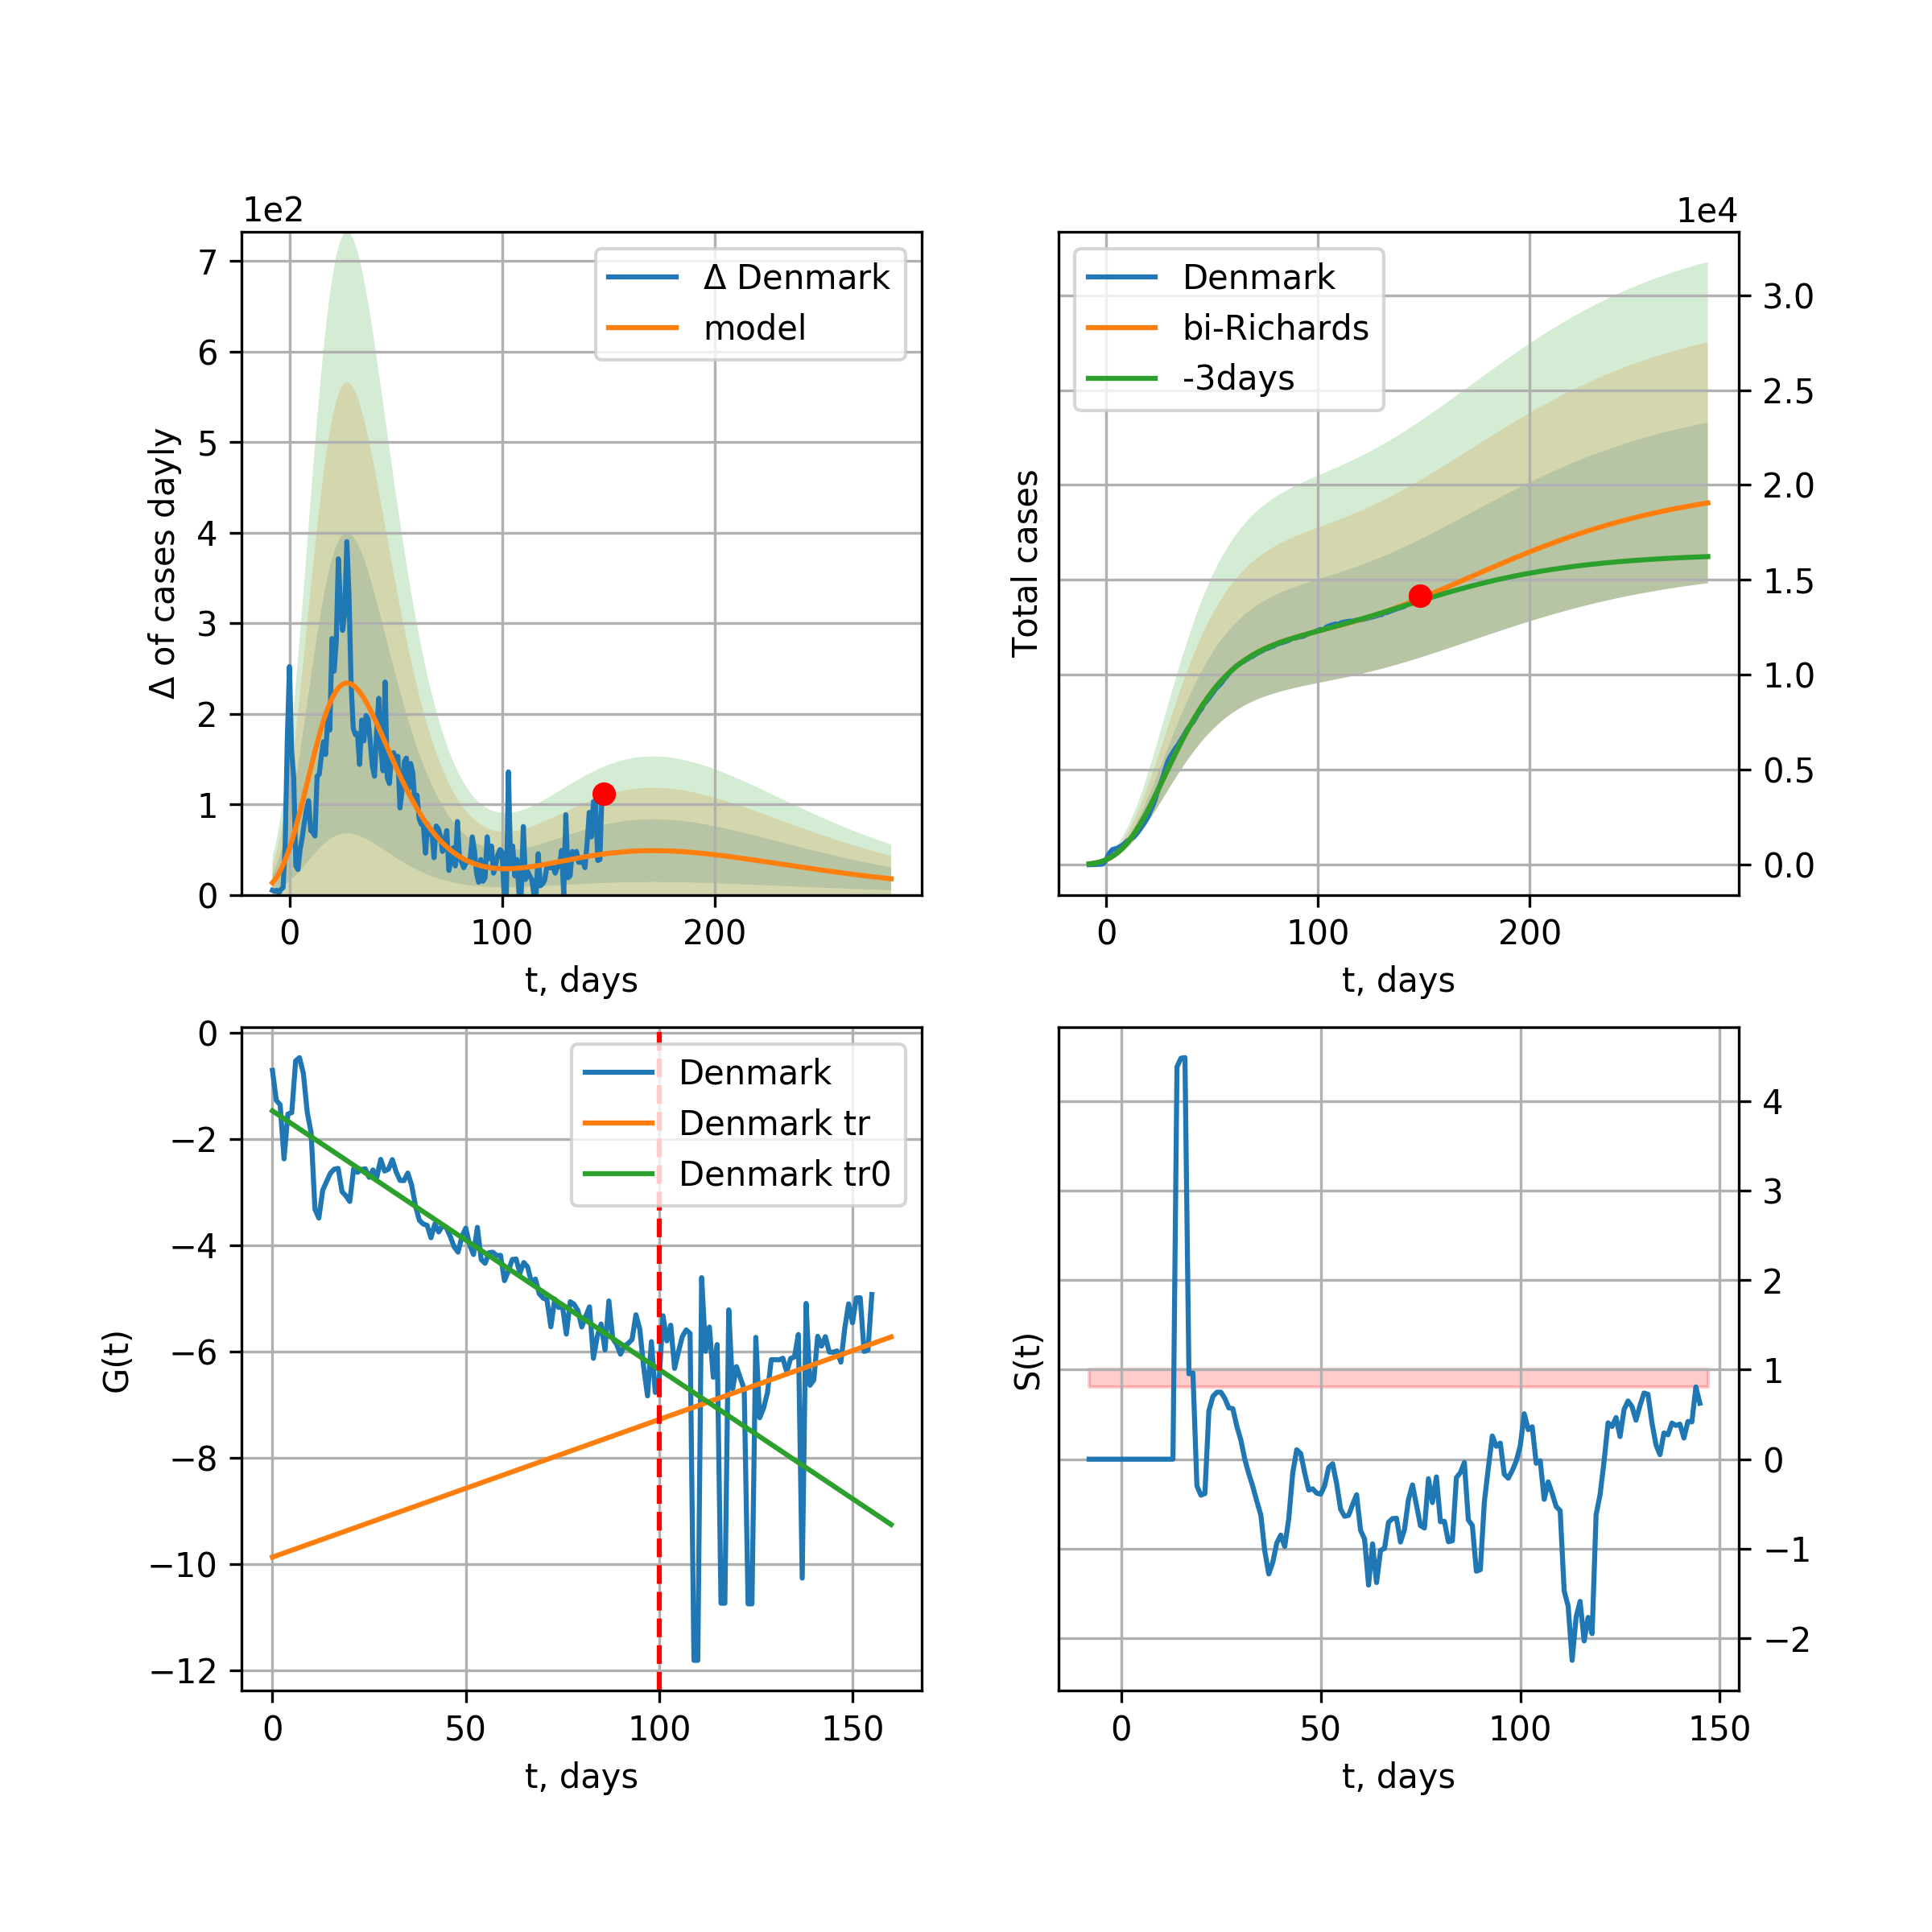 1e2
7
6
5
4
3
2
1
0
Δ of cases dayly
0 100 200
t, days
Δ Denmark
model
1e4
3.0
2.5
2.0
1.5
1.0
0.5
0.0
Total cases
0 100 200
t, days
Denmark
bi-Richards
-3days
0
−2
−4
−6
−8
−10
−12
G(t)
0 50 100 150
t, days
Denmark
Denmark tr
Denmark tr0
4
3
2
1
0
−1
−2
S(t)
0 50 100 150
t, days